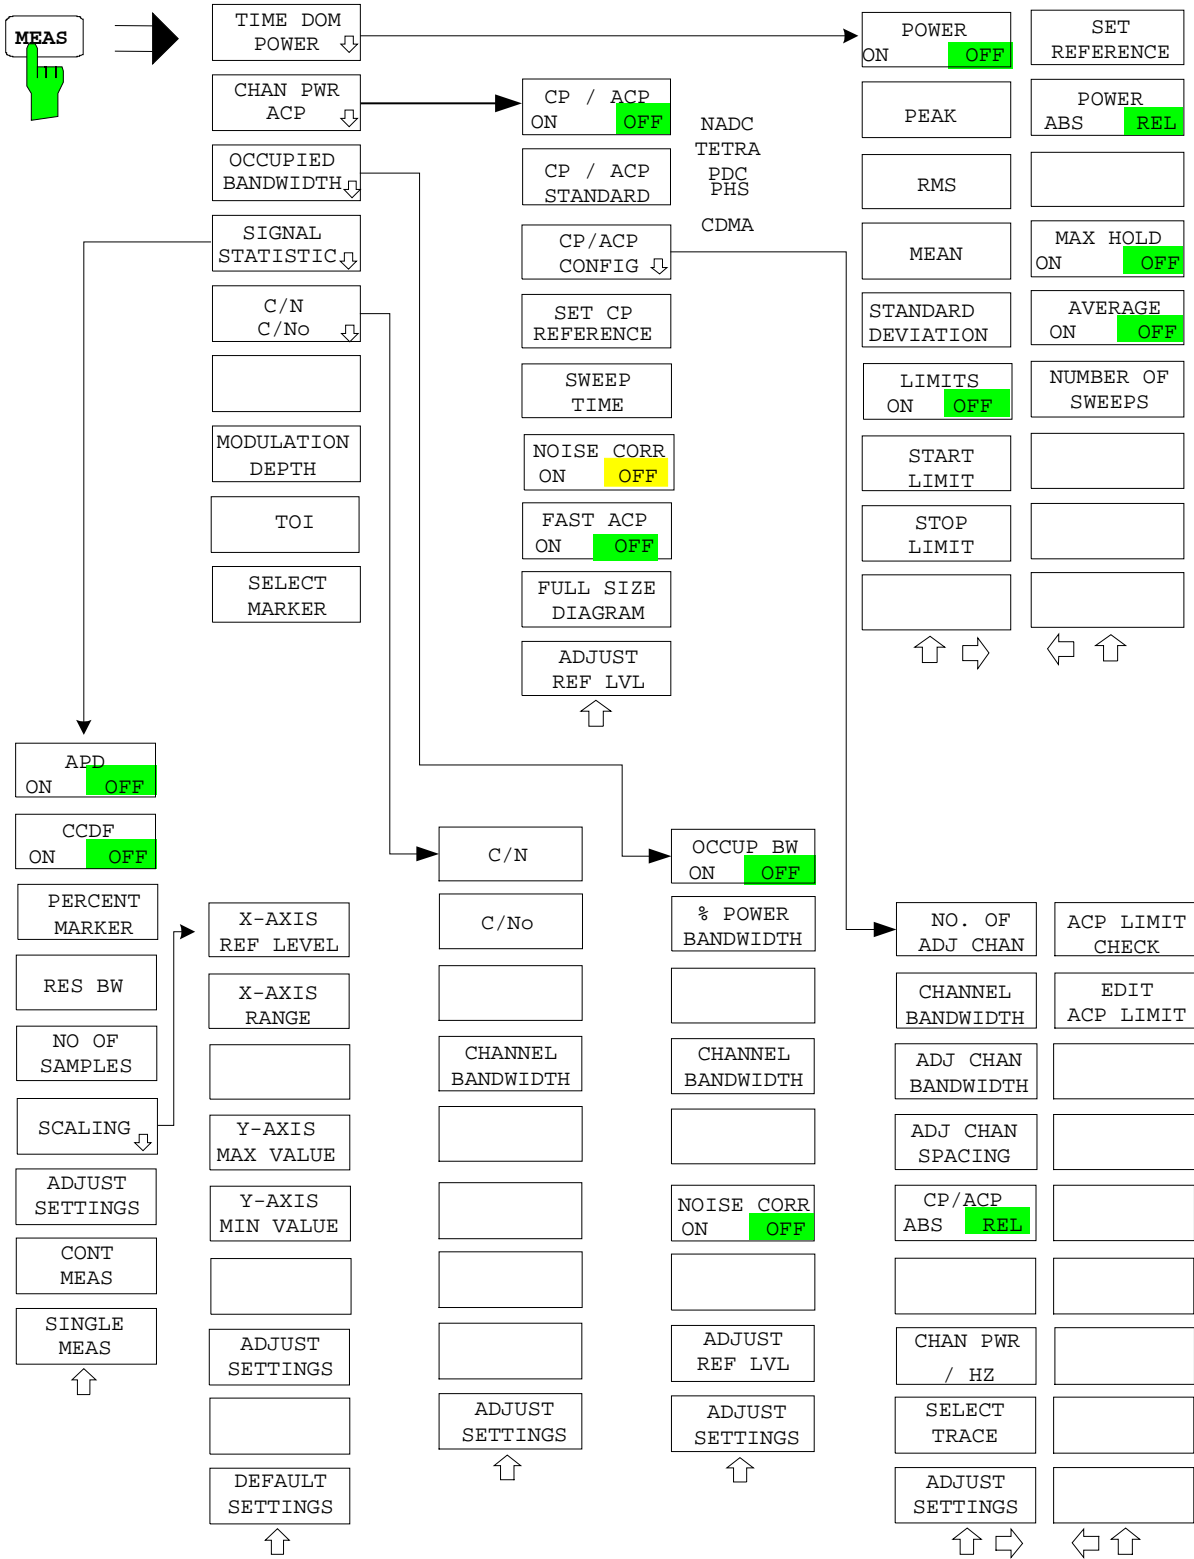 MEAS
TIME DOM
POWER
CHAN PWR
ACP
OCCUPIED
BANDWIDTH
SIGNAL
STATISTIC
C/N
C/No
MODULATION
DEPTH
TOI
SELECT
MARKER
CP / ACP
ON OFF
CP / ACP
STANDARD
CP/ACP
CONFIG
SET CP
REFERENCE
SWEEP
TIME
NOISE CORR
ON OFF
FAST ACP
ON OFF
FULL SIZE
DIAGRAM
ADJUST
REF LVL
NADC
TETRA
PDC
PHS
CDMA
POWER
ON OFF
PEAK
RMS
MEAN
STANDARD
DEVIATION
LIMITS
ON OFF
START
LIMIT
STOP
LIMIT
SET
REFERENCE
POWER
ABS REL
MAX HOLD
ON OFF
AVERAGE
ON OFF
NUMBER OF
SWEEPS
APD
ON OFF
CCDF
ON OFF
PERCENT
MARKER
RES BW
NO OF
SAMPLES
SCALING
ADJUST
SETTINGS
CONT
MEAS
SINGLE
MEAS
X-AXIS
REF LEVEL
X-AXIS
RANGE
Y-AXIS
MAX VALUE
Y-AXIS
MIN VALUE
ADJUST
SETTINGS
DEFAULT
SETTINGS
C/N
C/No
CHANNEL
BANDWIDTH
ADJUST
SETTINGS
OCCUP BW
ON OFF
% POWER
BANDWIDTH
CHANNEL
BANDWIDTH
NOISE CORR
ON OFF
ADJUST
REF LVL
ADJUST
SETTINGS
NO. OF
ADJ CHAN
CHANNEL
BANDWIDTH
ADJ CHAN
BANDWIDTH
ADJ CHAN
SPACING
CP/ACP
ABS REL
CHAN PWR
/ HZ
SELECT
TRACE
ADJUST
SETTINGS
ACP LIMIT
CHECK
EDIT
ACP LIMIT